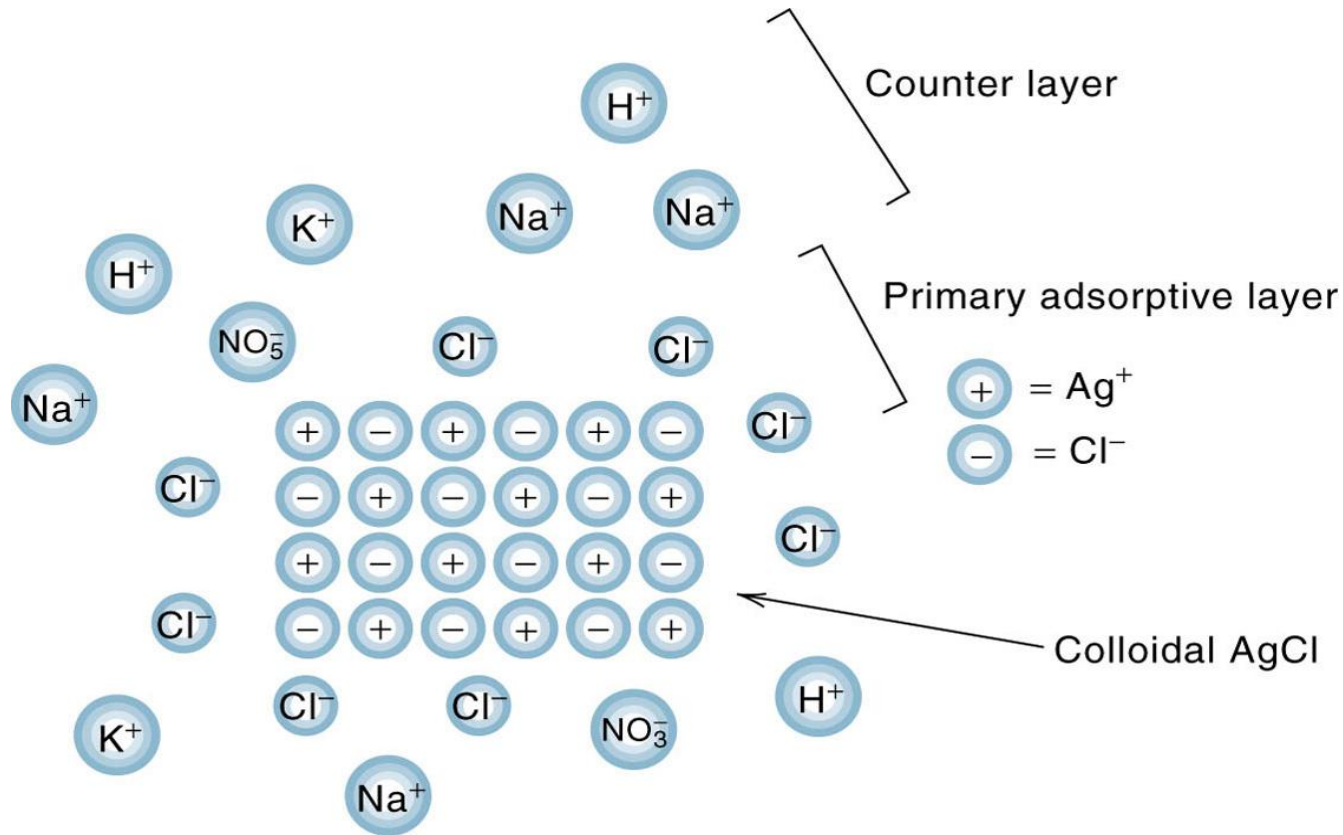 Counter layer
H⁺
K⁺ Na⁺ Na⁺
H⁺
Primary adsorptive layer
NO₅⁻ Cl⁻ Cl⁻
Na⁺ Cl⁻ + = Ag⁺
+ − + − + −
− = Cl⁻
Cl⁻ − + − + − +
Cl⁻
+ − + − + −
Cl⁻ − + − + − +
Colloidal AgCl
Cl⁻ Cl⁻ NO₃⁻ H⁺
K⁺
Na⁺